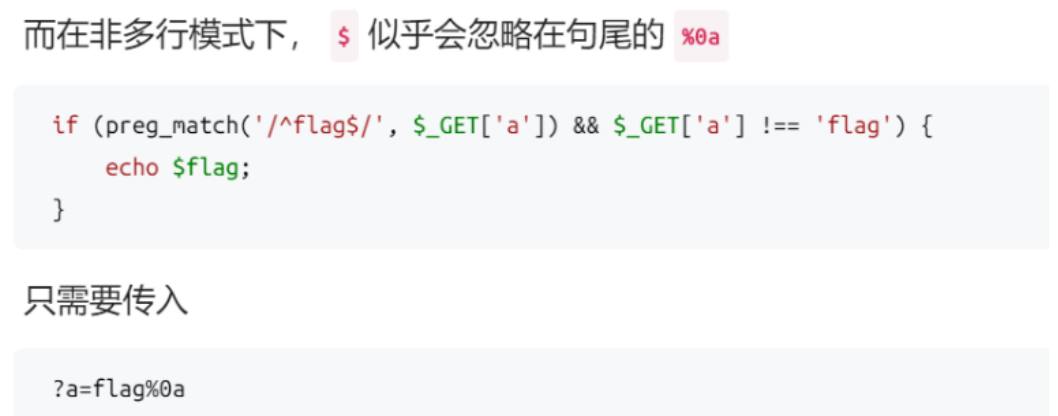 而在非多行模式下， $ 似乎会忽略在句尾的 %0a
if (preg_match('/^flag$/', $_GET['a']) && $_GET['a'] !== 'flag') {
    echo $flag;
}
只需要传入
?a=flag%0a